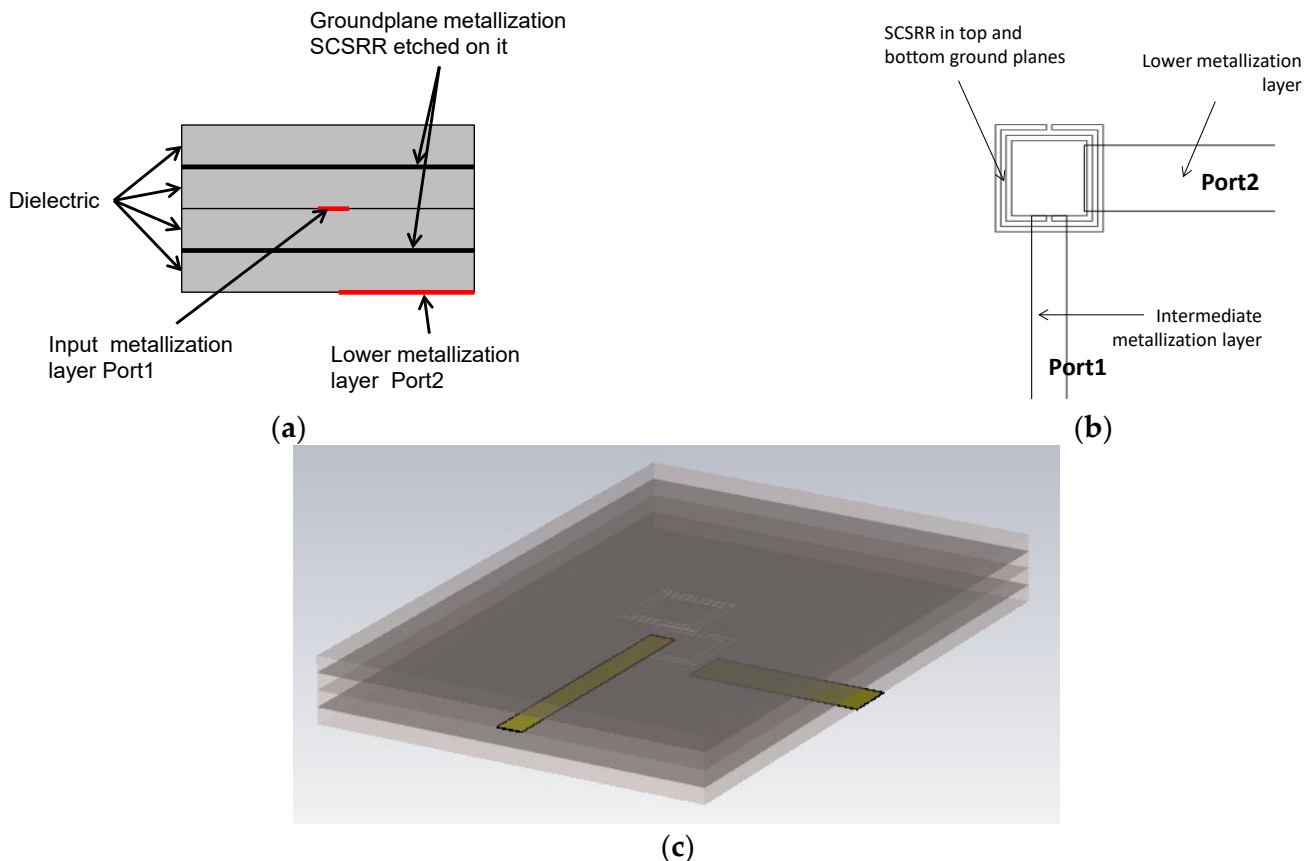 Groundplane metallization
SCSRR etched on it
Dielectric
Input metallization
layer Port1
Lower metallization
layer Port2
(a)
SCSRR in top and
bottom ground planes
Lower metallization
layer
Port2
Intermediate
metallization layer
Port1
(b)
(c)